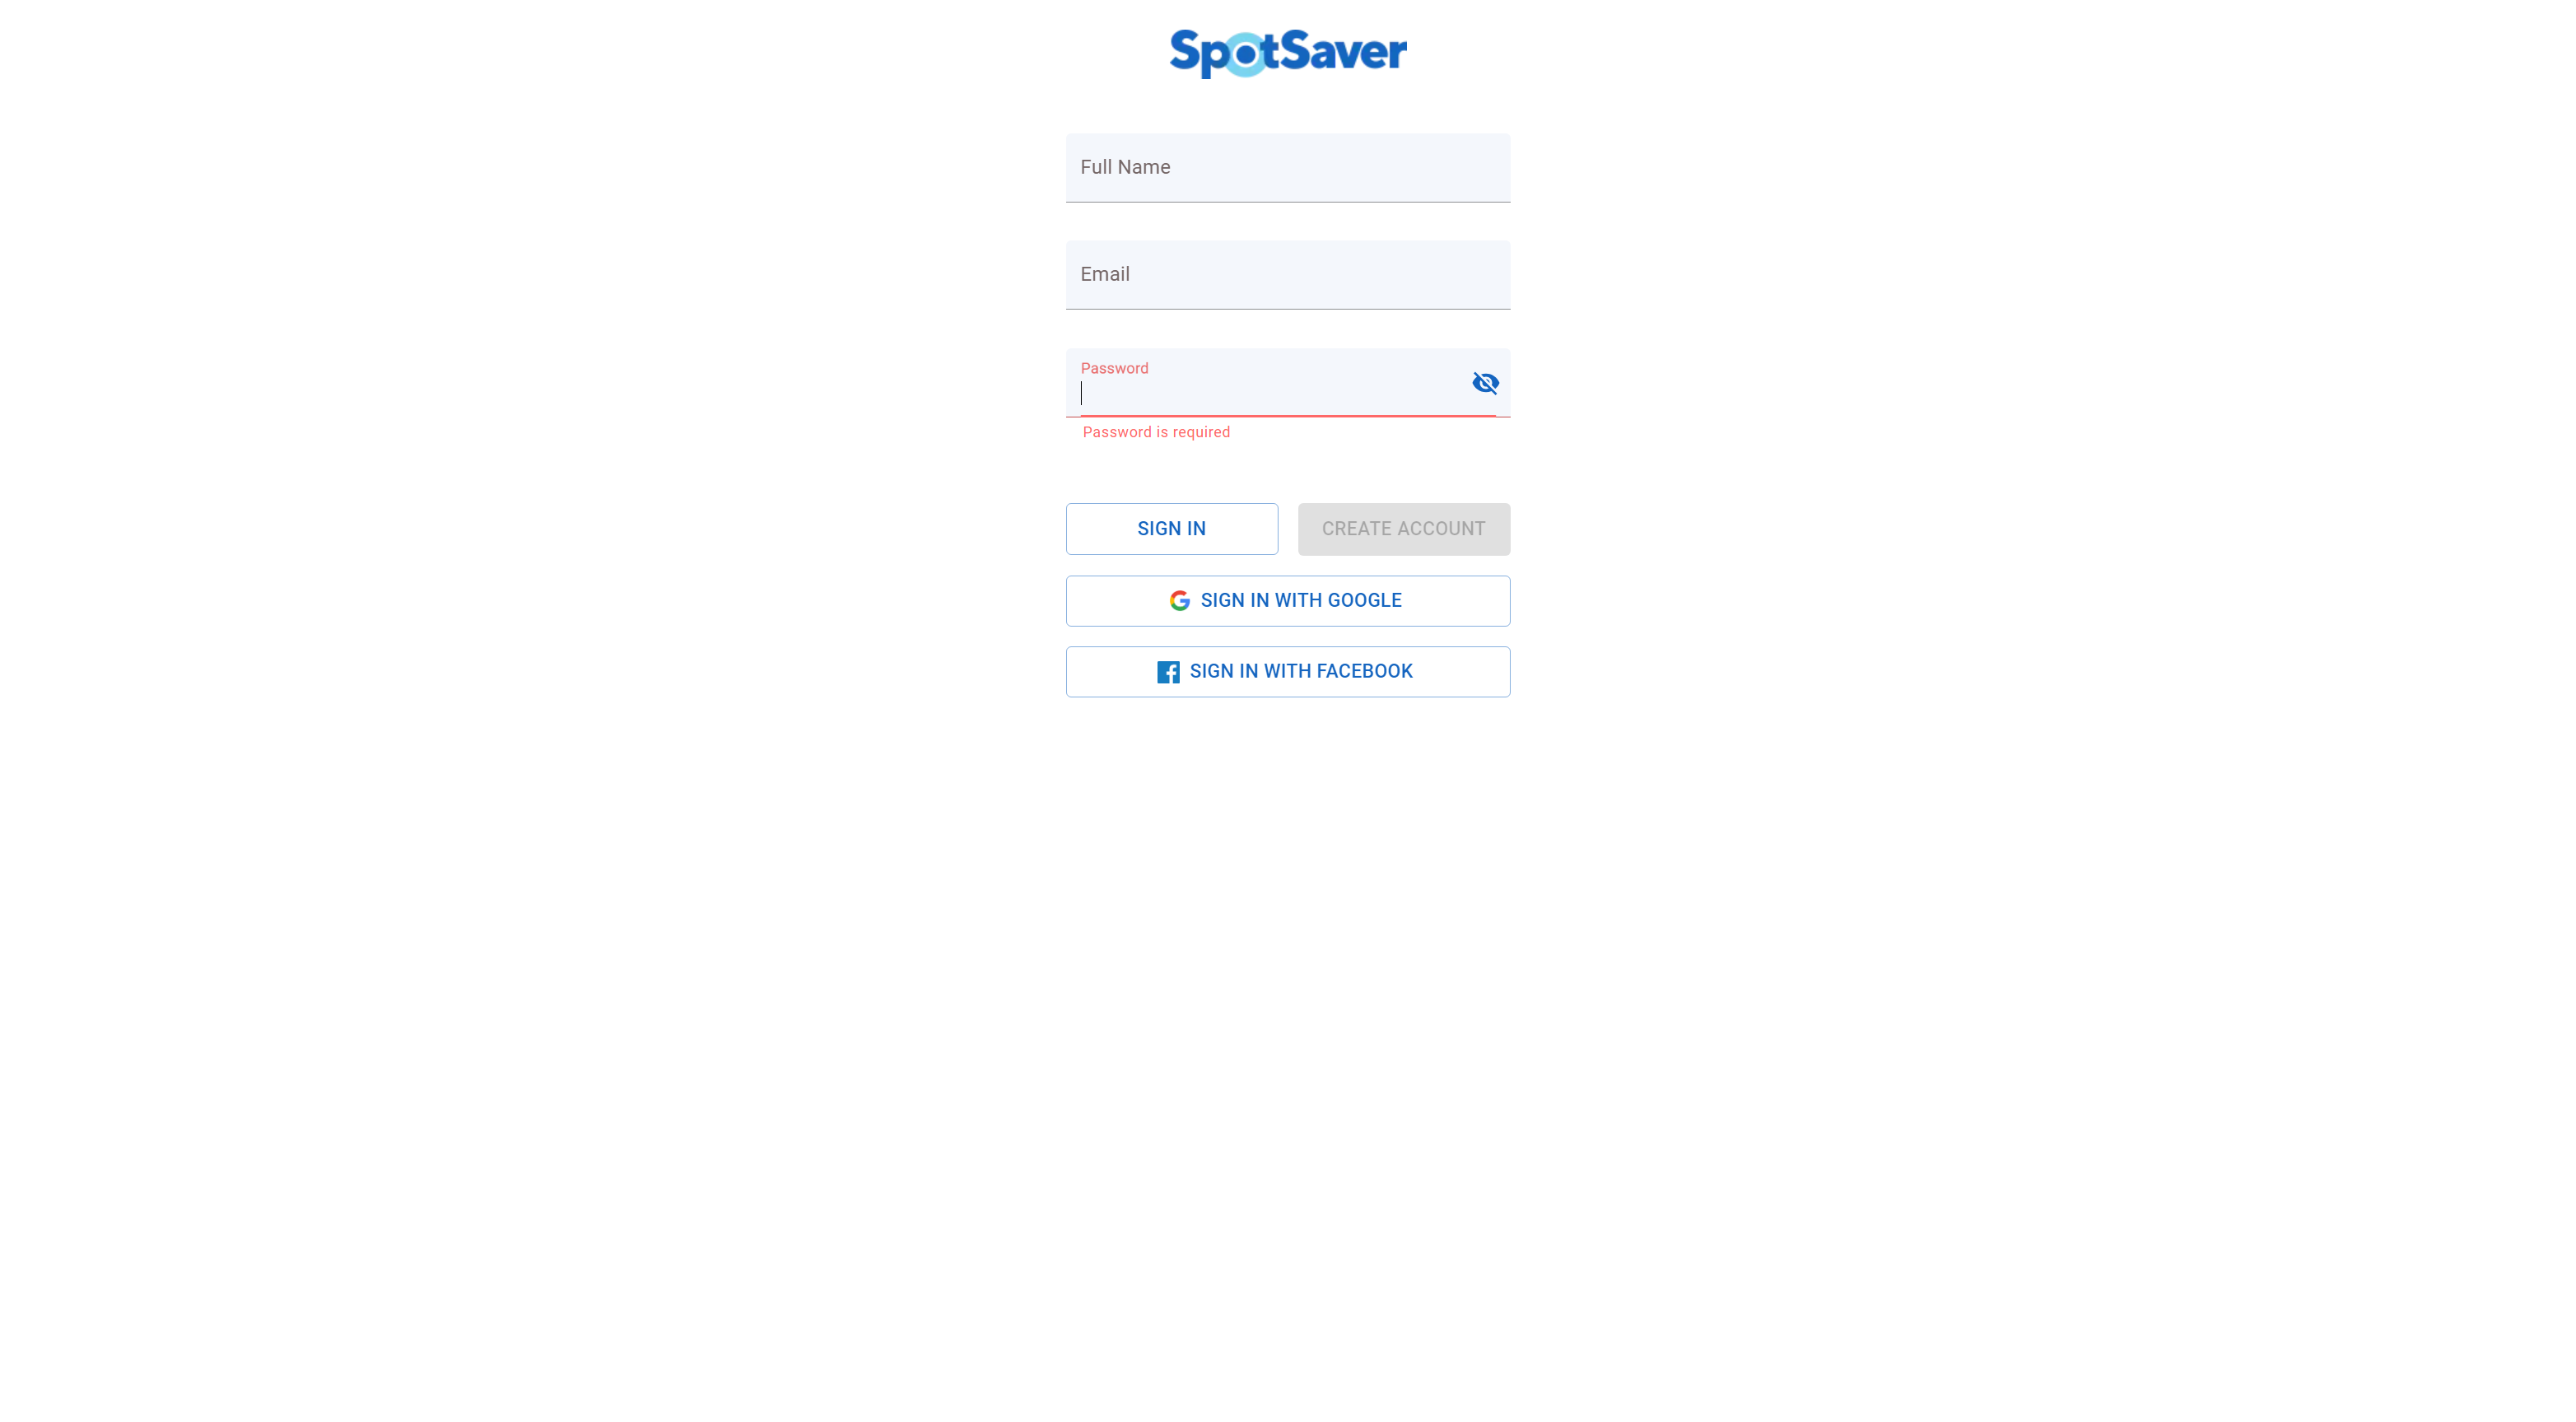 SpotSaver
Full Name
Email
Password
Password is required
SIGN IN
CREATE ACCOUNT
SIGN IN WITH GOOGLE
SIGN IN WITH FACEBOOK